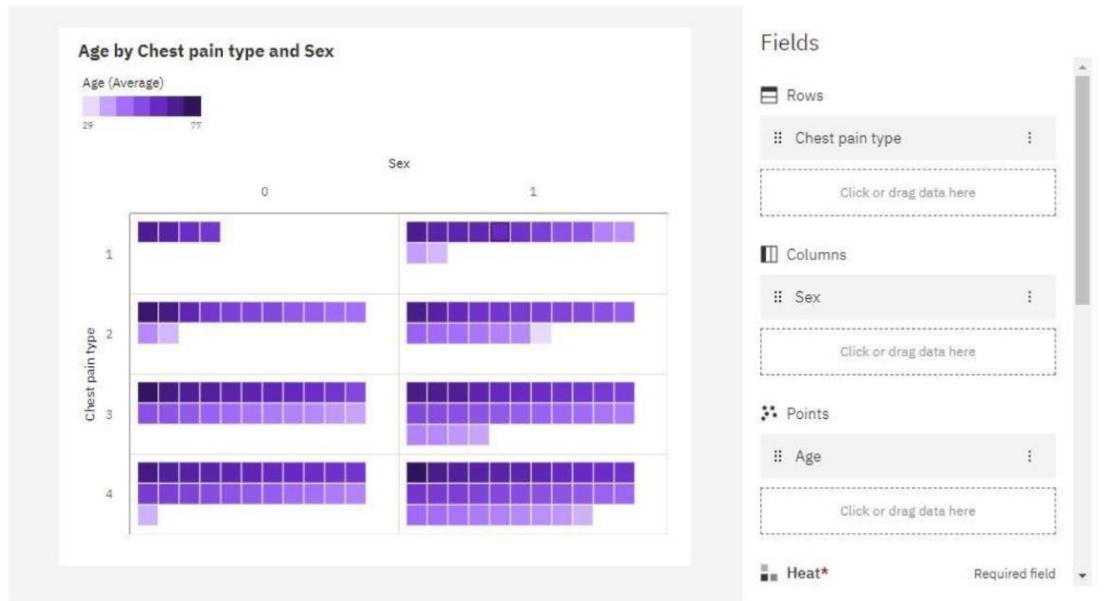 Age by Chest pain type and Sex
Age (Average)
29 77
Sex
0 1
Chest pain type
1
2
3
4
Fields
Rows
Chest pain type
Click or drag data here
Columns
Sex
Click or drag data here
Points
Age
Click or drag data here
Heat* Required field